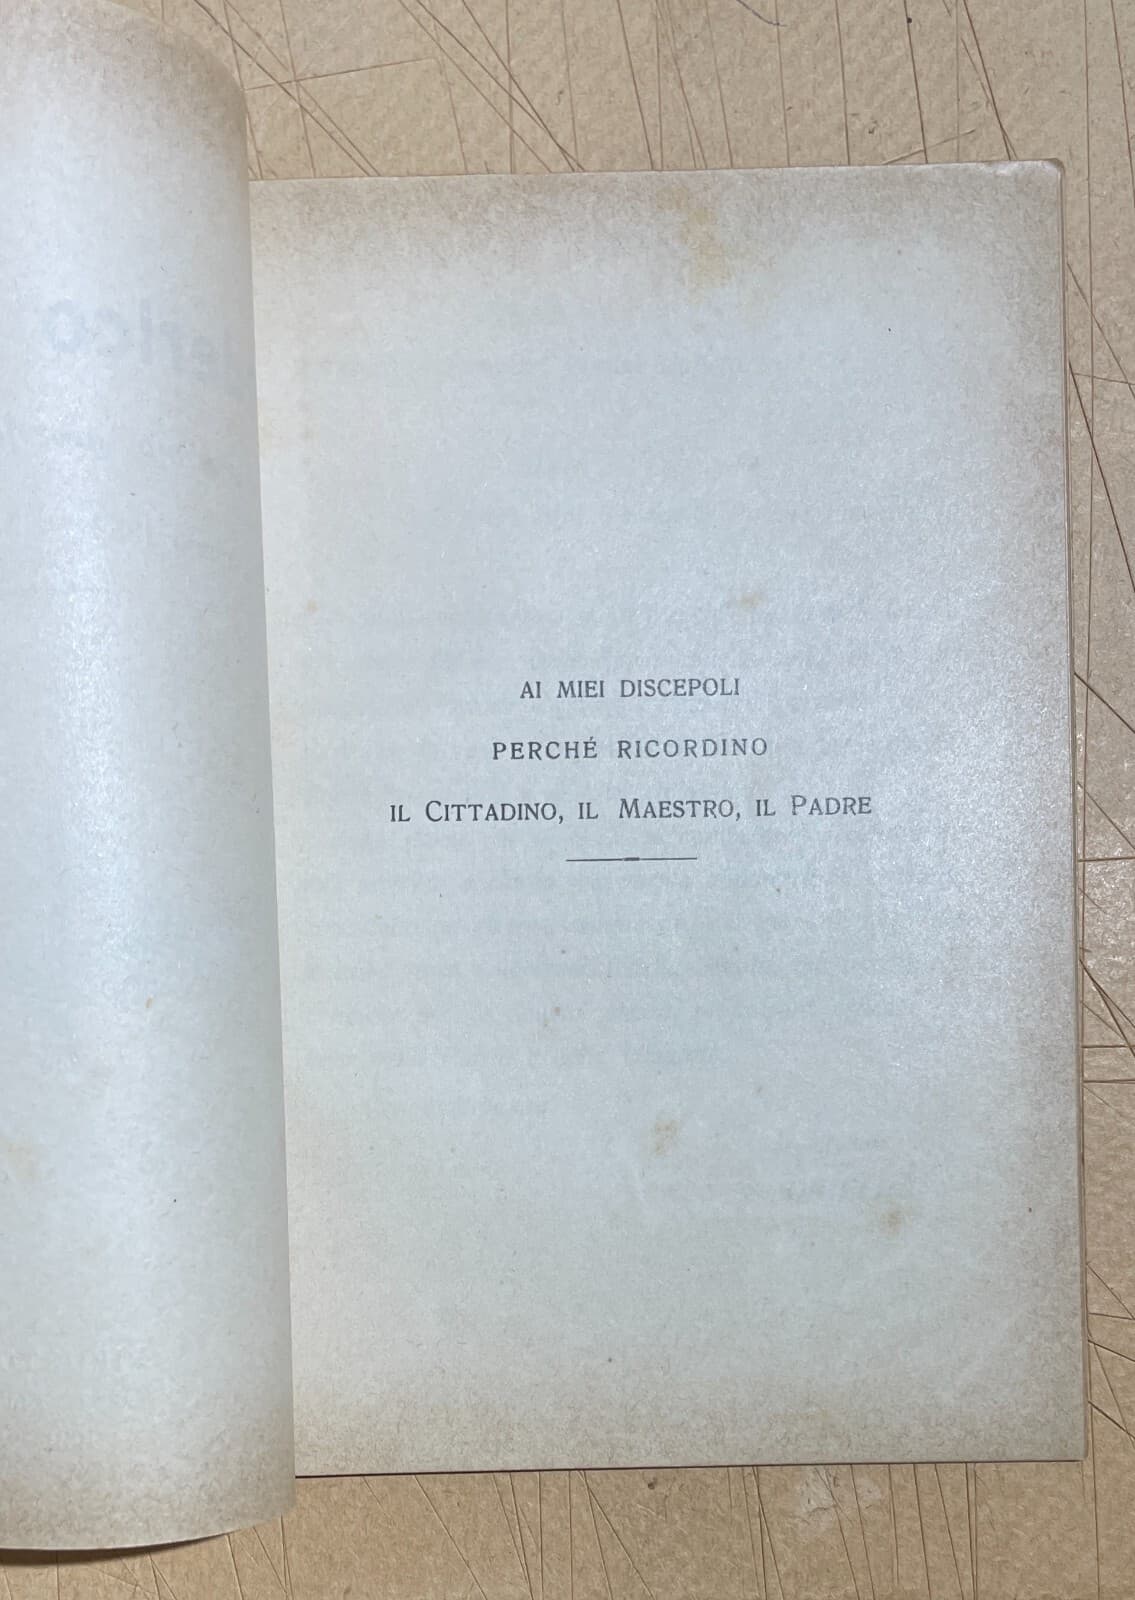 AI MIEI DISCEPOLI
PERCHÉ RICORDINO
IL CITTADINO, IL MAESTRO, IL PADRE